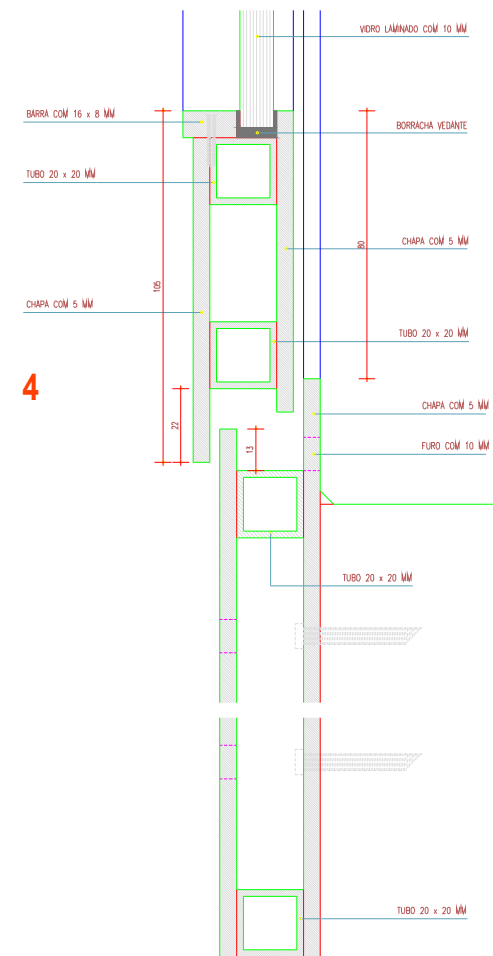 VIDRO LAMINADO COM 10 MM
BARRA COM 16 x 8 MM
BORRACHA VEDANTE
TUBO 20 x 20 MM
CHAPA COM 5 MM
80
105
CHAPA COM 5 MM
TUBO 20 x 20 MM
4
CHAPA COM 5 MM
22
13
FURO COM 10 MM
TUBO 20 x 20 MM
TUBO 20 x 20 MM